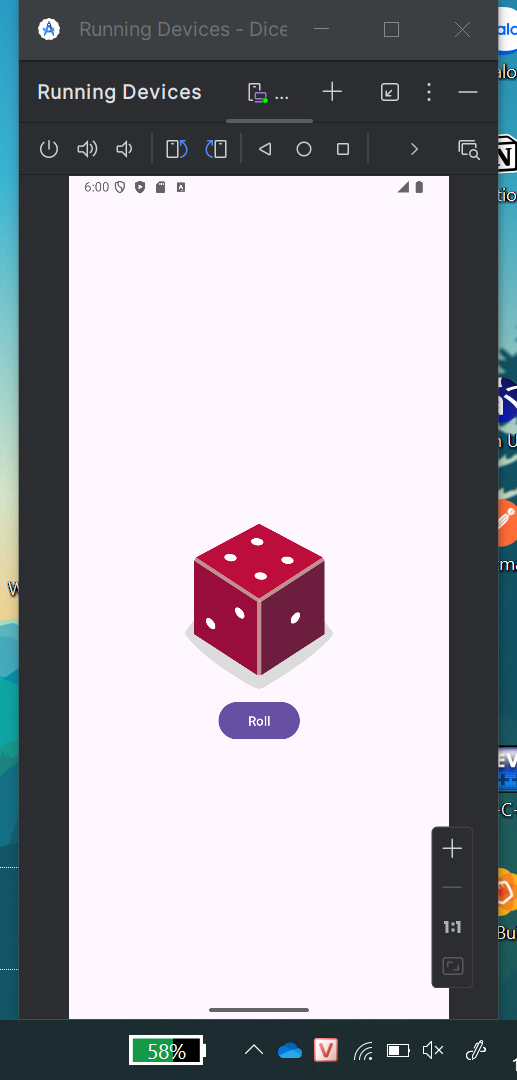 Running Devices - Dice
Running Devices
...
6:00
Roll
1:1
58%
V